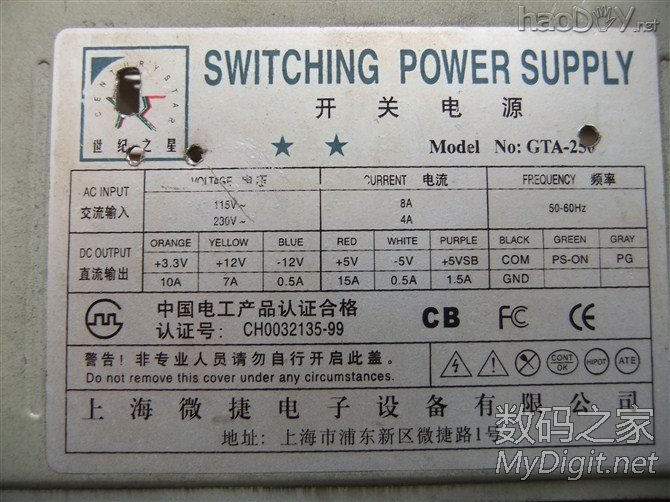 haoDIY.net
CENTURY STAR
世纪之星
SWITCHING POWER SUPPLY
开关电源
★ ★ Model No: GTA-250
AC INPUT
交流输入
VOLTAGE 电压 CURRENT 电流 FREQUENCY 频率
115V~ 8A 50-60Hz
230V~ 4A
DC OUTPUT
直流输出
ORANGE YELLOW BLUE RED WHITE PURPLE BLACK GREEN GRAY
+3.3V +12V -12V +5V -5V +5VSB COM PS-ON PG
10A 7A 0.5A 15A 0.5A 1.5A GND
中国电工产品认证合格
认证号: CH0032135-99
CB FC CE
警告! 非专业人员请勿自行开启此盖。
Do not remove this cover under any circumstances.
CONT OK HIPOT ATE
上海微捷电子设备有限公司
地址: 上海市浦东新区微捷路1号
数码之家
MyDigit.net